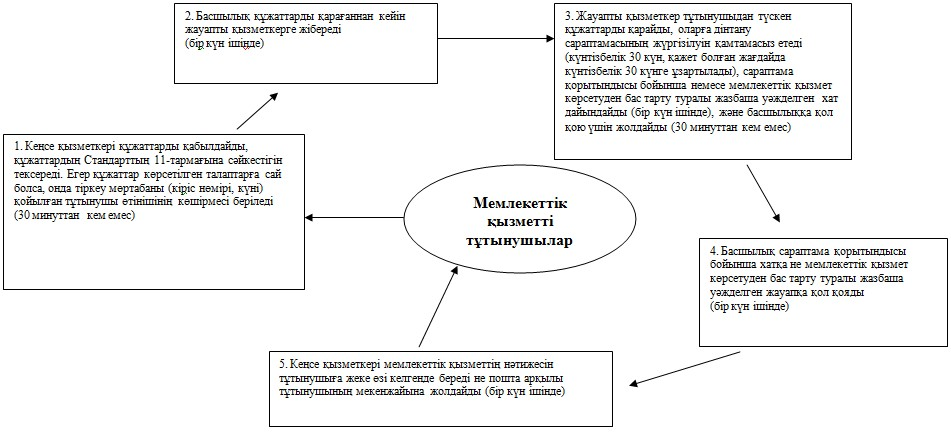 2. Басшылық құжаттарды қарағаннан кейін
жауапты қызметкерге жібереді
(бір күн ішінде)
3. Жауапты қызметкер тұтынушыдан түскен
құжаттарды қарайды, оларға дінтану
сараптамасының жүргізілуін қамтамасыз етеді
(күнтізбелік 30 күн, қажет болған жағдайда
күнтізбелік 30 күнге ұзартылады), сараптама
қорытындысы бойынша немесе мемлекеттік қызмет
көрсетуден бас тарту туралы жазбаша уәжделген хат
дайындайды (бір күн ішінде), және басшылыққа қол
қою үшін жолдайды (30 минуттан кем емес)
1. Кеңсе қызметкері құжаттарды қабылдайды,
құжаттардың Стандарттың 11-тармағына сәйкестігін
тексереді. Егер құжаттар көрсетілген талаптарға сай
болса, онда тіркеу мөртабаны (кіріс нөмірі, күні)
қойылған тұтынушы өтінішінің көшірмесі беріледі
(30 минуттан кем емес)
Мемлекеттік
қызметті
тұтынушылар
4. Басшылық сараптама қорытындысы
бойынша хатқа не мемлекеттік қызмет
көрсетуден бас тарту туралы жазбаша
уәжделген жауапқа қол қояды
(бір күн ішінде)
5. Кеңсе қызметкері мемлекеттік қызметтің нәтижесін
тұтынушыға жеке өзі келгенде береді не пошта арқылы
тұтынушының мекенжайына жолдайды (бір күн ішінде)